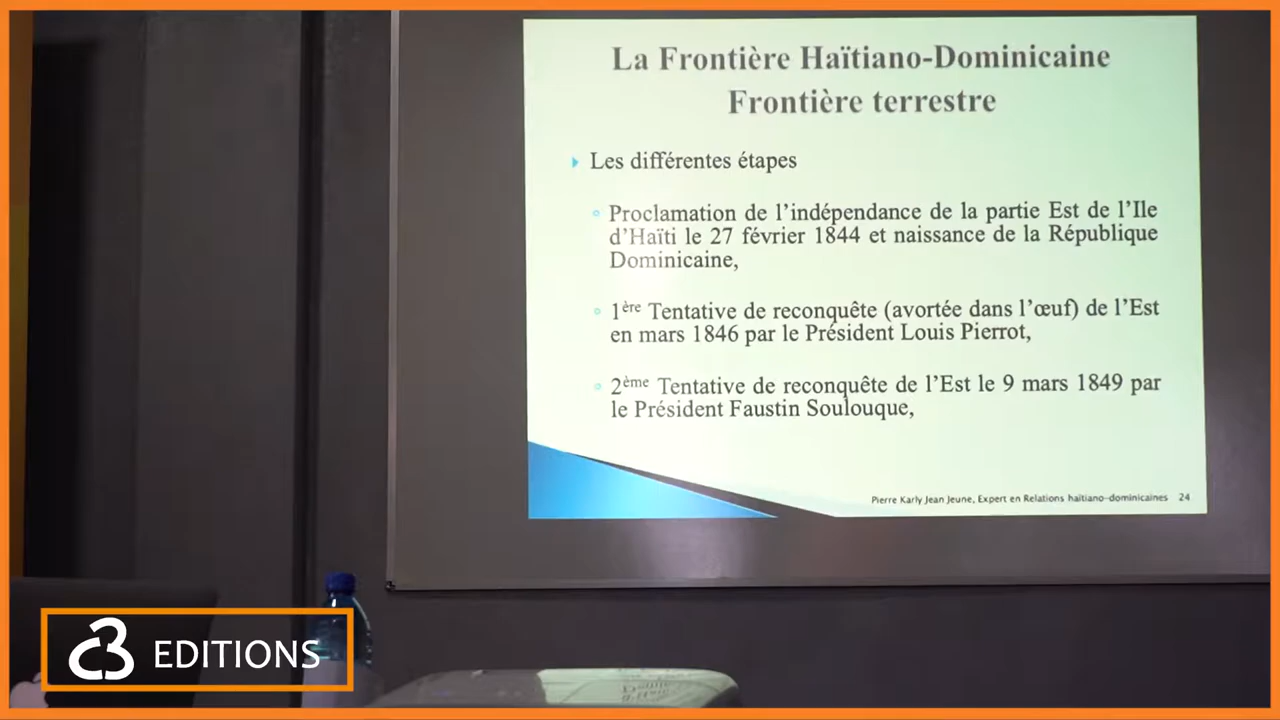 La Frontière Haïtiano-Dominicaine
Frontière terrestre
Les différentes étapes
Proclamation de l'indépendance de la partie Est de l'Ile
d'Haïti le 27 février 1844 et naissance de la République
Dominicaine,
1ère Tentative de reconquête (avortée dans l'œuf) de l'Est
en mars 1846 par le Président Louis Pierrot,
2ème Tentative de reconquête de l'Est le 9 mars 1849 par
le Président Faustin Soulouque,
Pierre Karly Jean Jeune, Expert en Relations haïtiano-dominicaines 24
C3 EDITIONS